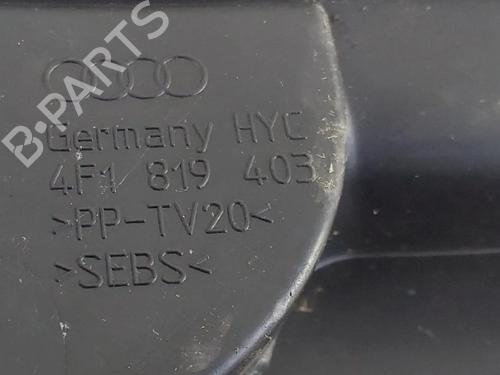 B-PARTS
Germany HYC
4F1 819 403
>PP-TV20<
>SEBS<